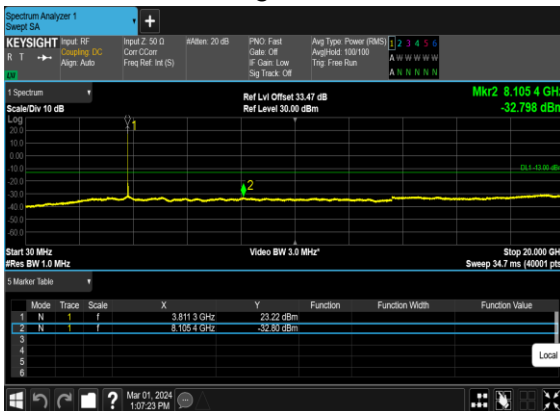 Spectrum Analyzer 1
Swept SA
KEYSIGHT Input: RF Input Z: 50 Ω #Atten: 20 dB PNO: Fast Avg Type: Power (RMS) 1 2 3 4 5 6
R T Coupling: DC Corr CCorr Gate: Off Avg|Hold: 100/100 A W W W W W
Align: Auto Freq Ref: Int (S) IF Gain: Low Trig: Free Run
Sig Track: Off A N N N N N
1 Spectrum Ref Lvl Offset 33.47 dB Mkr2 8.105 4 GHz
Scale/Div 10 dB Ref Level 30.00 dBm -32.798 dBm
Log
20.0
10.0
0.00
-10.0
-20.0
-30.0
-40.0
-50.0
-60.0
1
2
DL1 -13.00 dBm
Start 30 MHz Video BW 3.0 MHz* Stop 20.000 GHz
#Res BW 1.0 MHz Sweep 34.7 ms (40001 pts)
5 Marker Table
Mode Trace Scale X Y Function Function Width Function Value
1 N 1 f 3.811 3 GHz 23.22 dBm
2 N 1 f 8.105 4 GHz -32.80 dBm
3
4
5
6
Local
Mar 01, 2024
1:07:23 PM